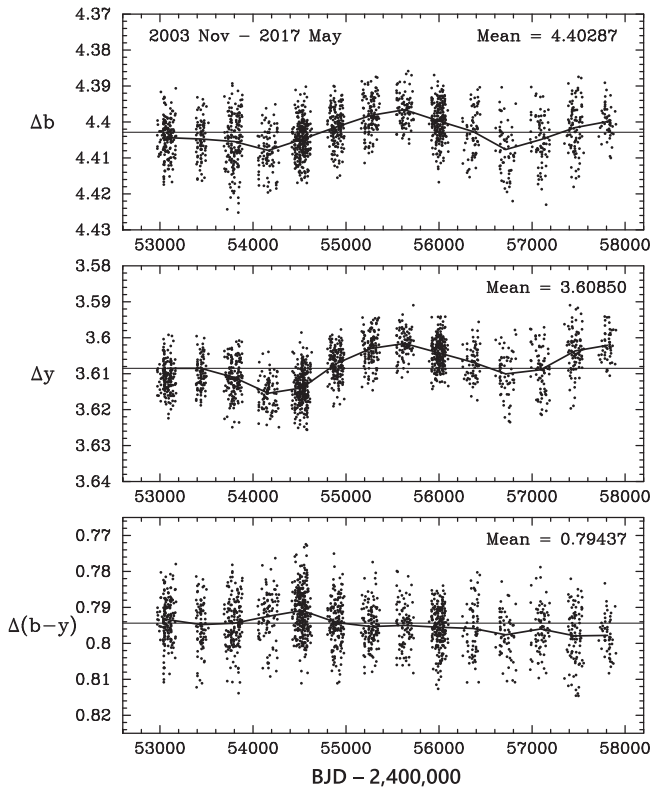 4.37
2003 Nov – 2017 May Mean = 4.40287
4.38
4.39
Δb 4.4
4.41
4.42
4.43
53000 54000 55000 56000 57000 58000
3.58
Mean = 3.60850
3.59
3.6
Δy 3.61
3.62
3.63
3.64
53000 54000 55000 56000 57000 58000
0.77 Mean = 0.79437
0.78
0.79
Δ(b–y)
0.8
0.81
0.82
53000 54000 55000 56000 57000 58000
BJD – 2,400,000